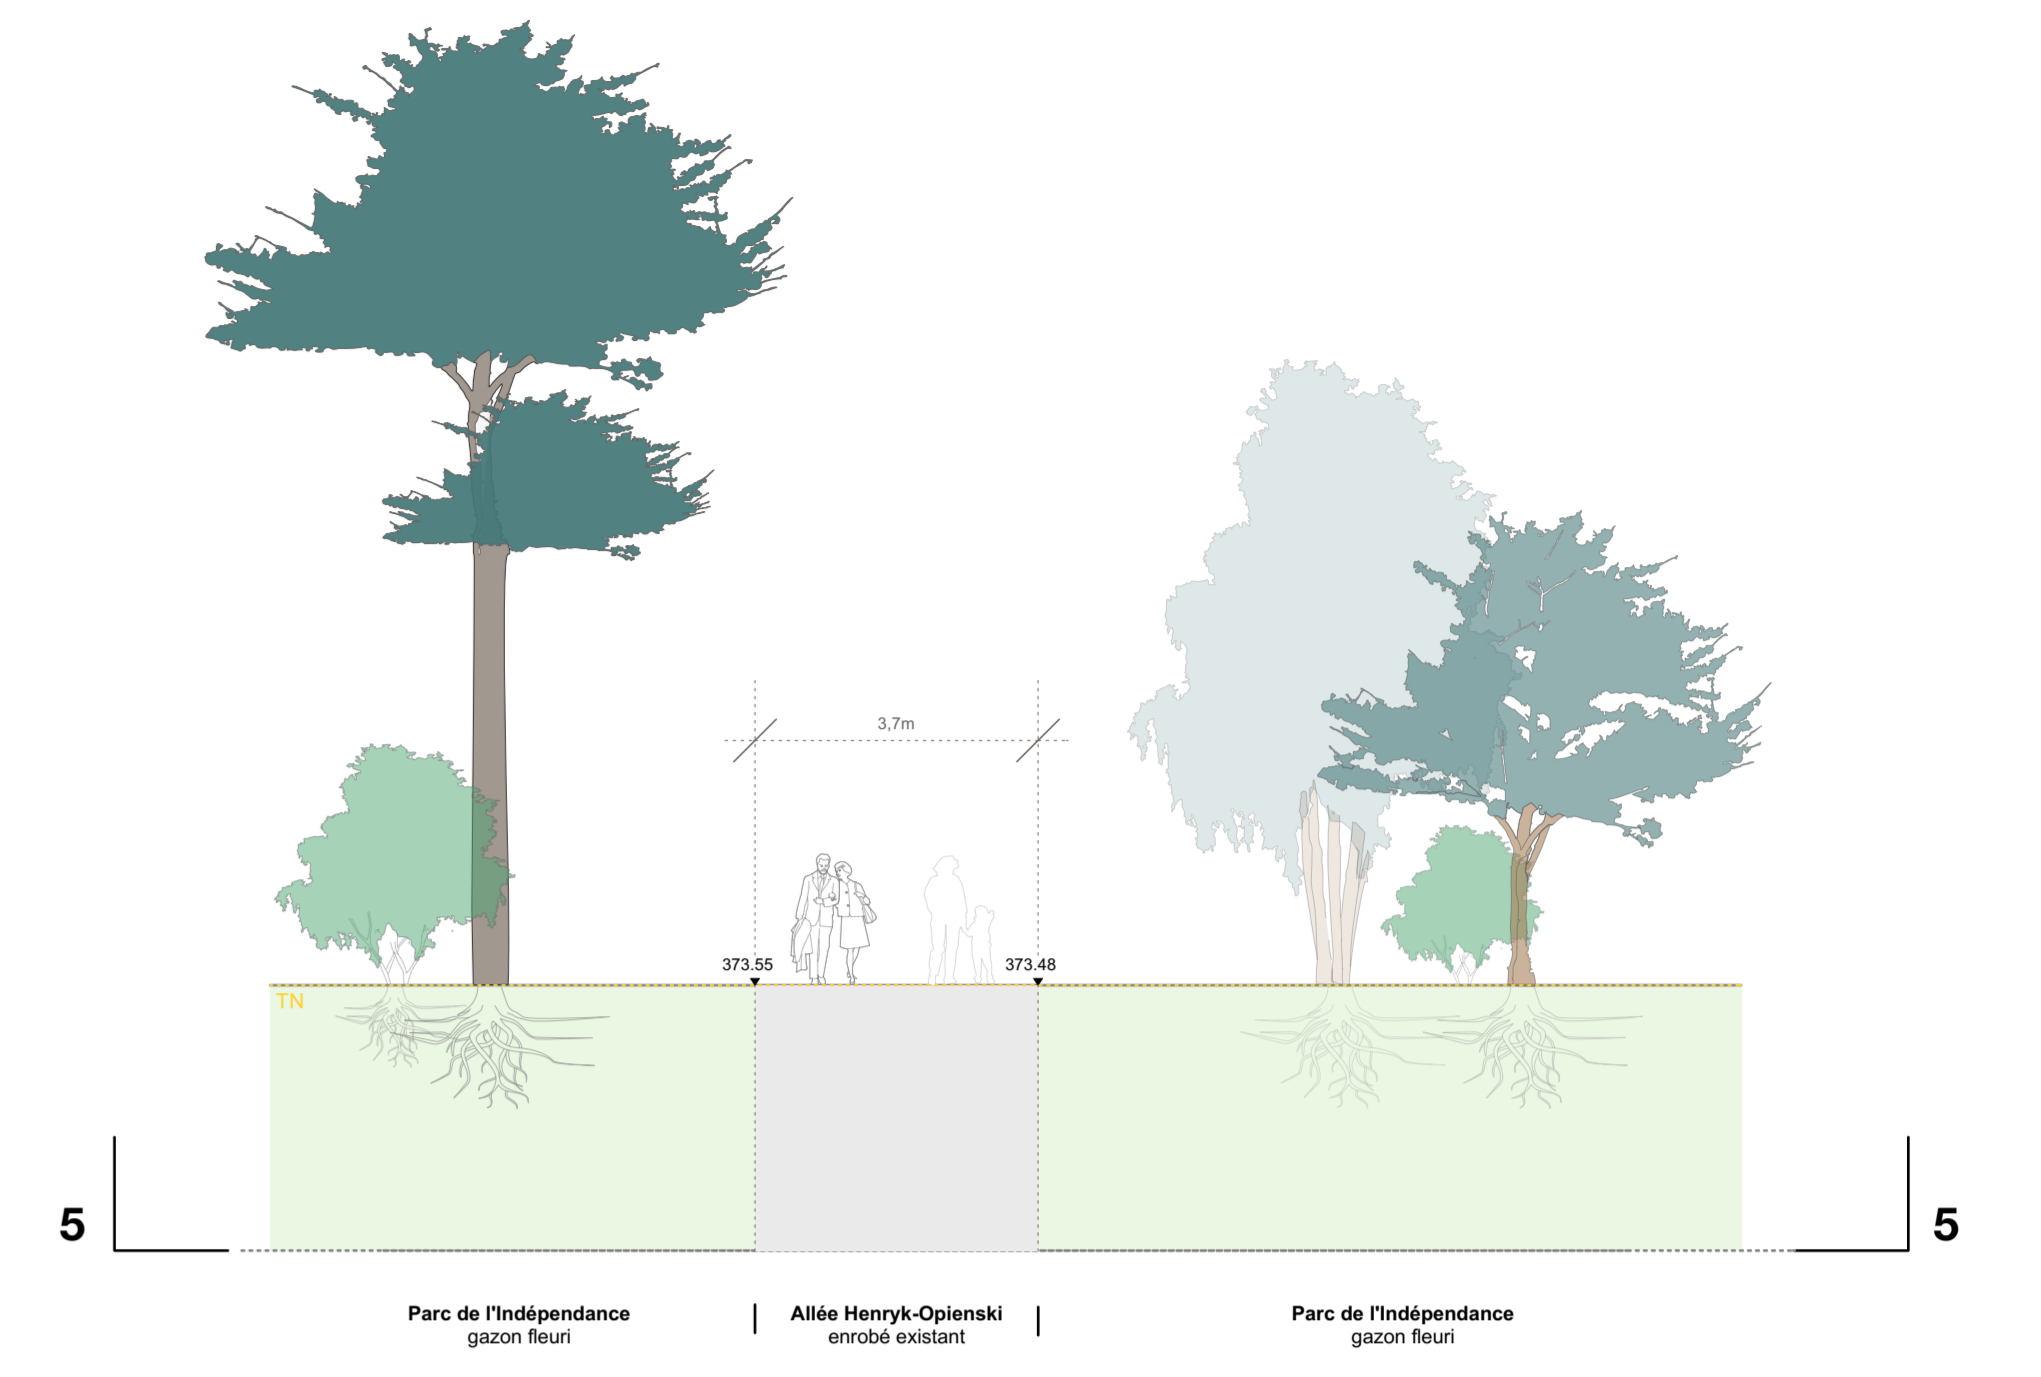 3,7m
373.55
373.48
TN
5
5
Parc de l'Indépendance
gazon fleuri
Allée Henryk-Opienski
enrobé existant
Parc de l'Indépendance
gazon fleuri